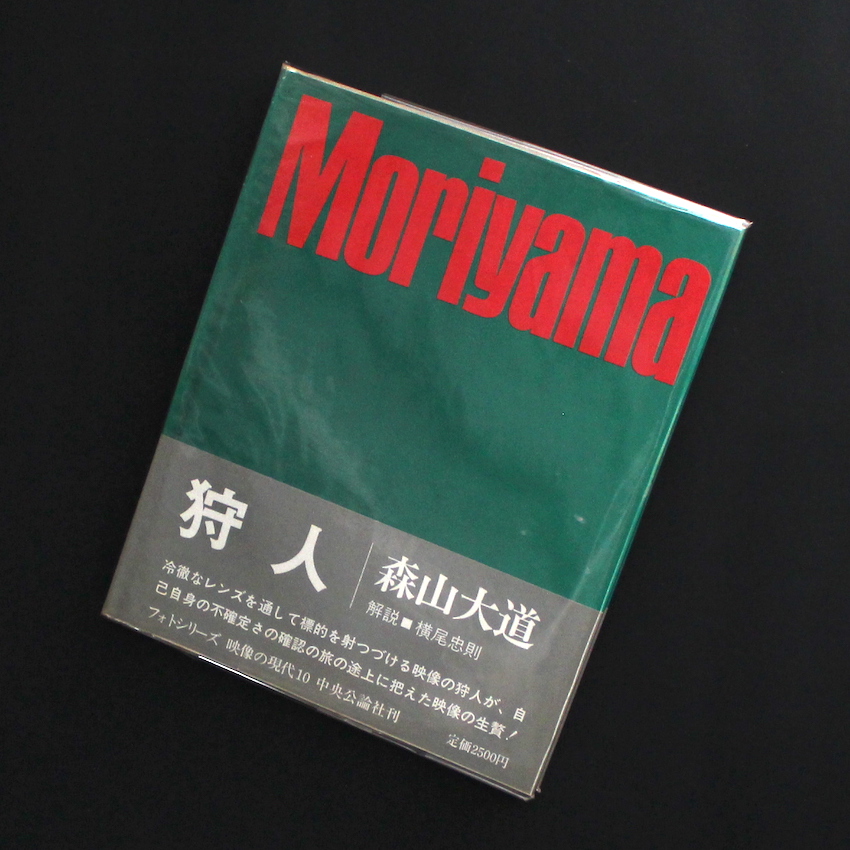 Moriyama
狩人
森山大道
解説■横尾忠則
冷徹なレンズを通して標的を射つづける映像の狩人が、自
己自身の不確定さの確認の旅の途上に把えた映像の生贄!
フォトシリーズ 映像の現代10 中央公論社刊
定価2500円